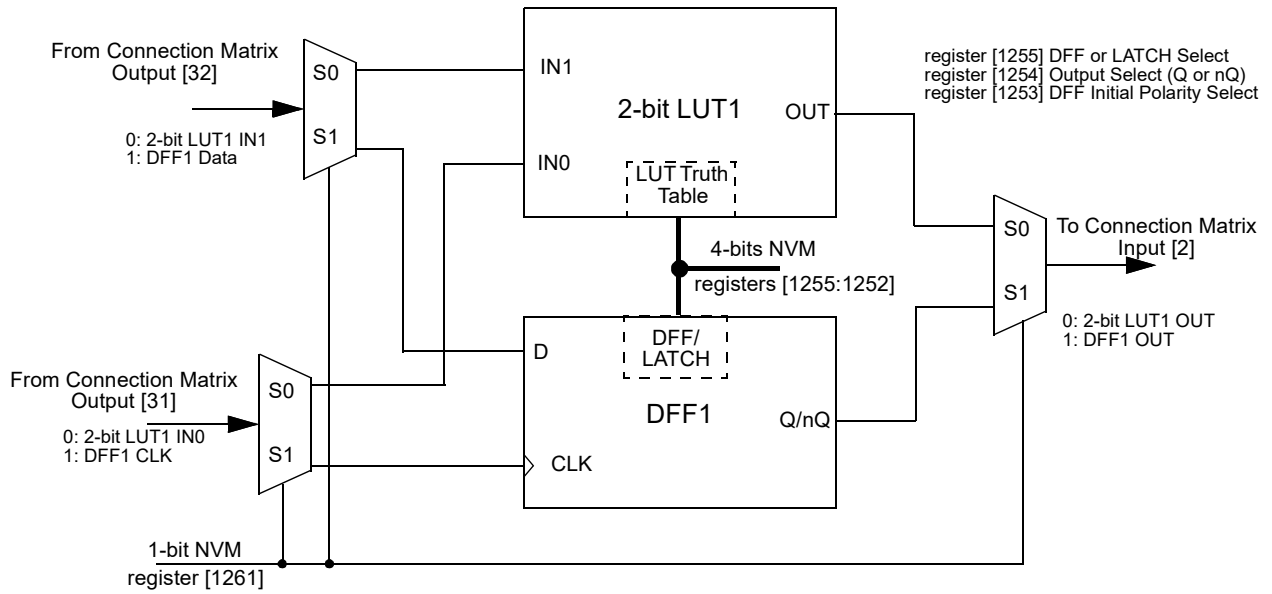 From Connection Matrix
Output [32]
0: 2-bit LUT1 IN1
1: DFF1 Data
S0
S1
IN1
IN0
2-bit LUT1
OUT
LUT Truth
Table
register [1255] DFF or LATCH Select
register [1254] Output Select (Q or nQ)
register [1253] DFF Initial Polarity Select
4-bits NVM
registers [1255:1252]
S0
S1
To Connection Matrix
Input [2]
0: 2-bit LUT1 OUT
1: DFF1 OUT
From Connection Matrix
Output [31]
0: 2-bit LUT1 IN0
1: DFF1 CLK
S0
S1
D
DFF/
LATCH
DFF1
Q/nQ
CLK
1-bit NVM
register [1261]